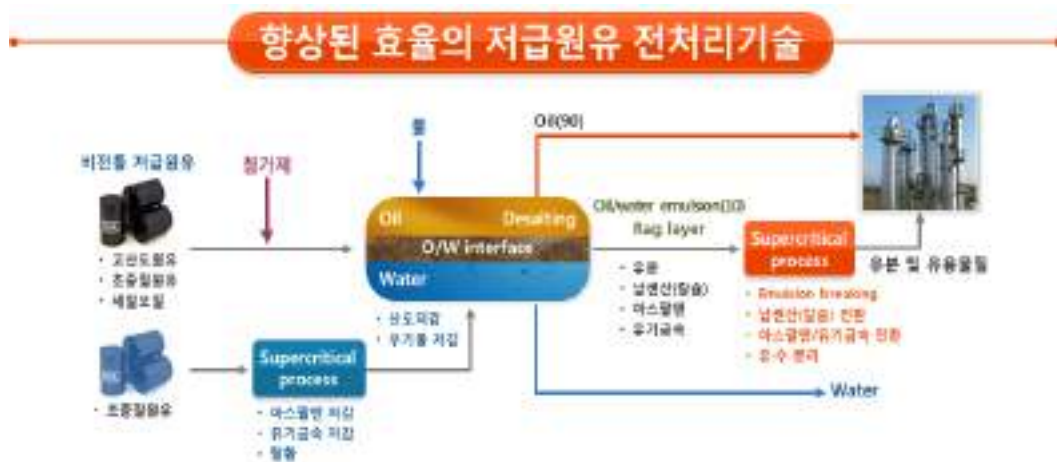 향상된 효율의 저급원유 전처리기술
물
Oil(90)
비전통 저급원유
첨가제
Oil
Desalting
O/W interface
Water
Oil/water emulsion(10)
Rag layer
Supercritical
process
유분 및 유용물질
• 고산도원유
• 초중질원유
• 셰일오일
• 유분
• 납텐산(칼슘)
• 아스팔텐
• 유기금속
• Emulsion breaking
• 납텐산(칼슘) 전환
• 아스팔텐/유기금속 전환
• 유·수 분리
• 산도저감
• 무기물 저감
Supercritical
process
Water
• 초중질원유
• 아스팔텐 저감
• 유기금속 저감
• 탈황